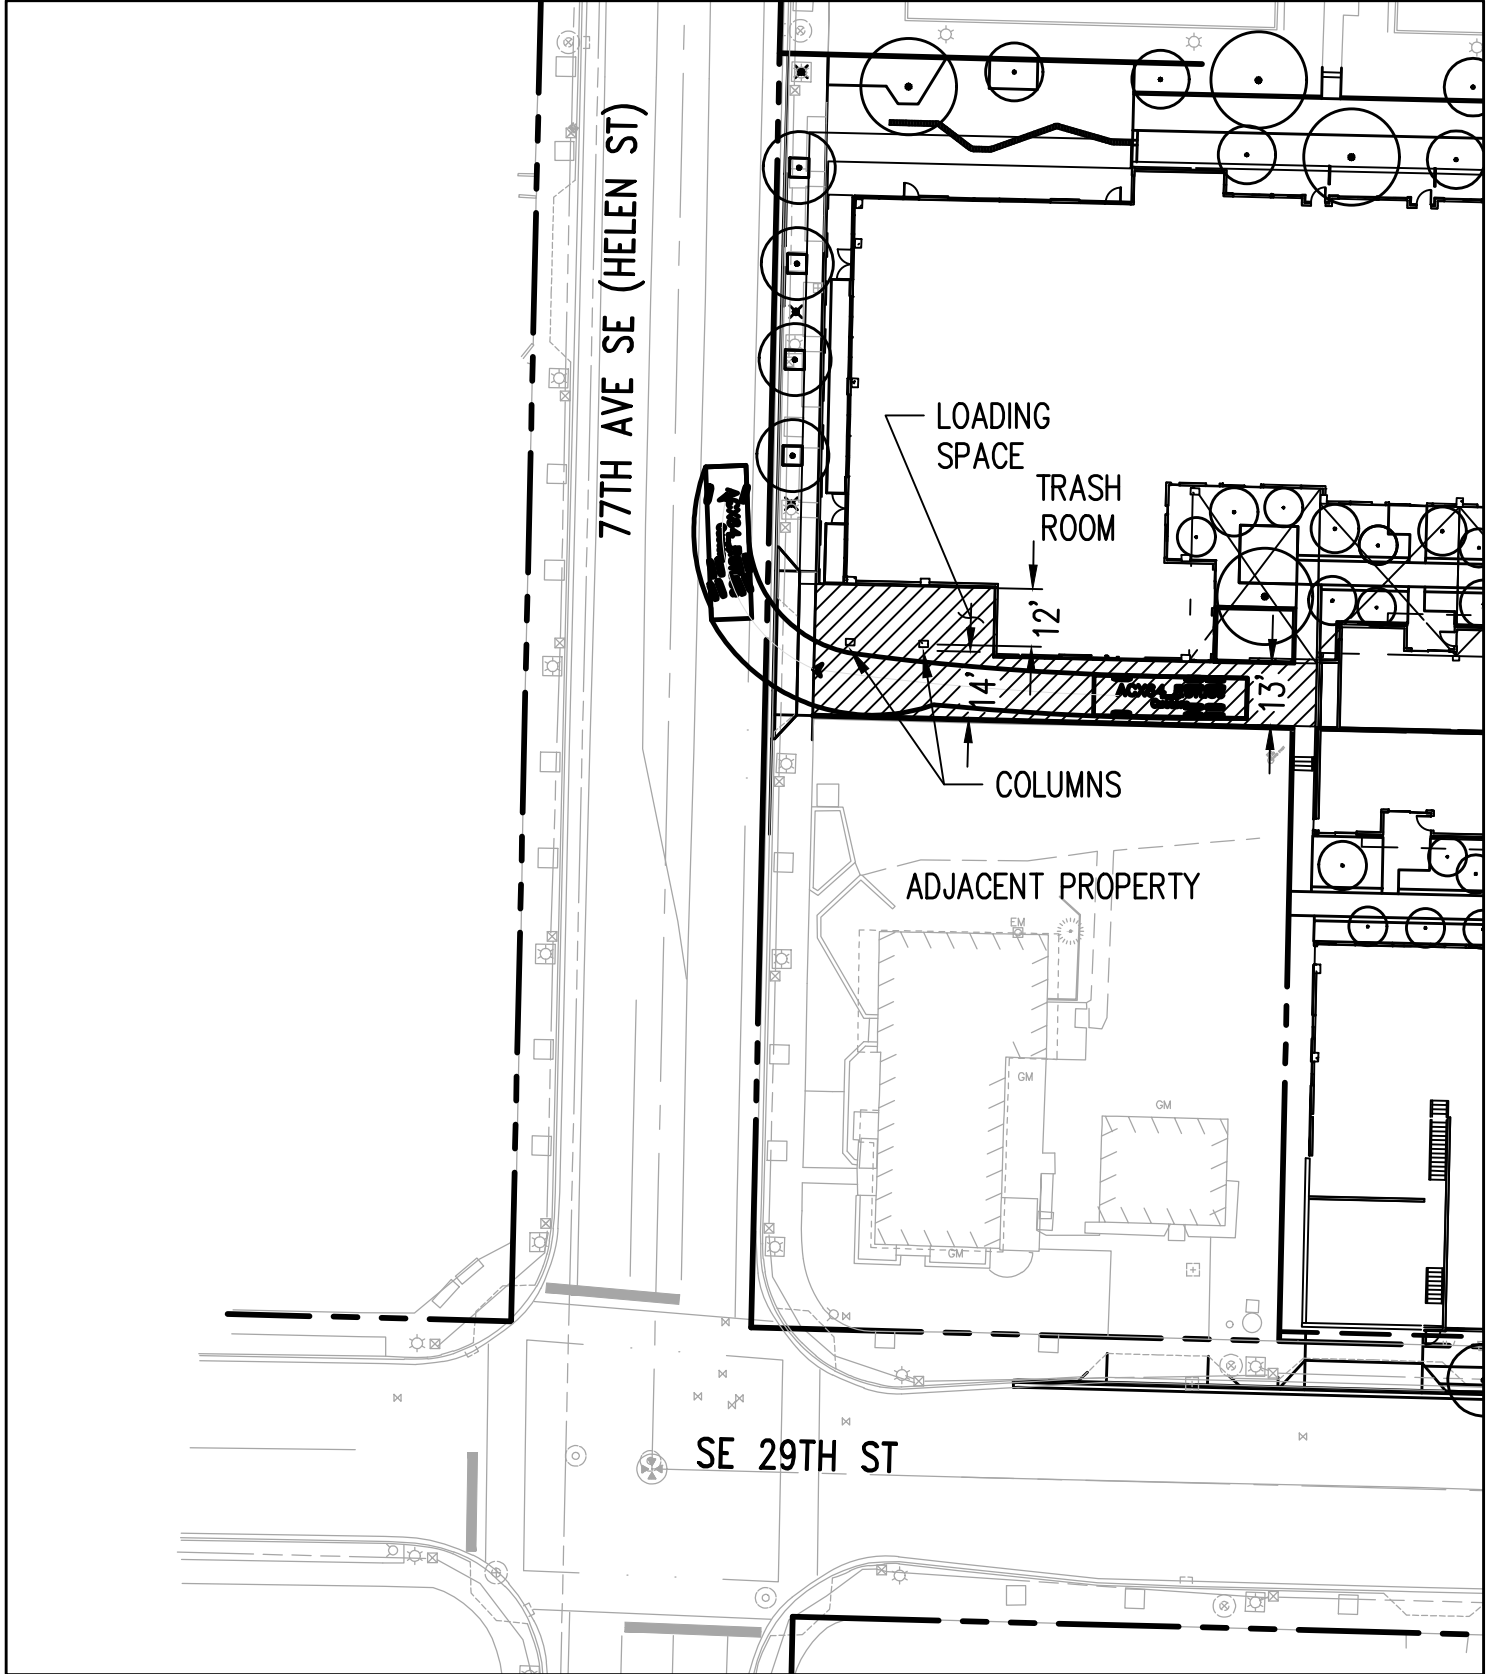 77TH AVE SE (HELEN ST)
LOADING
SPACE
TRASH
ROOM
12'
14'
13'
COLUMNS
ADJACENT PROPERTY
EM
GM
GM
GM
SE 29TH ST